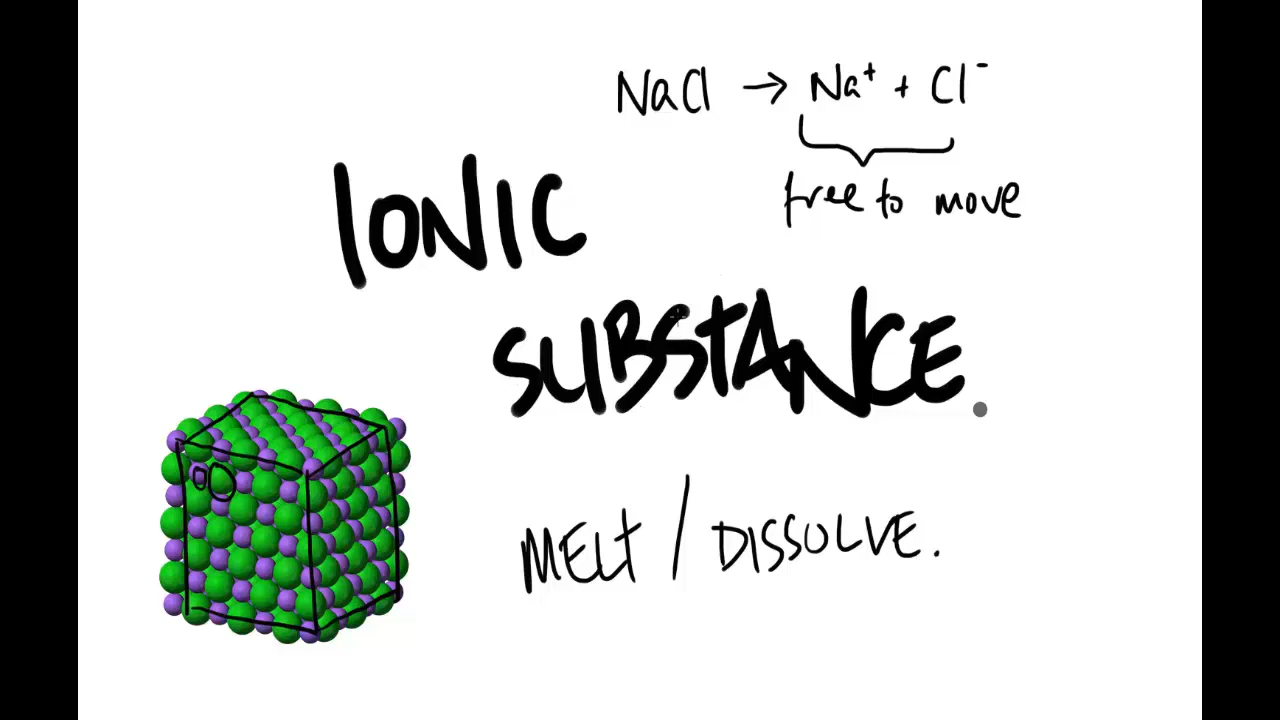 NaCl → Na⁺ + Cl⁻
free to move
IONIC
SUBSTANCE.
MELT / DISSOLVE.